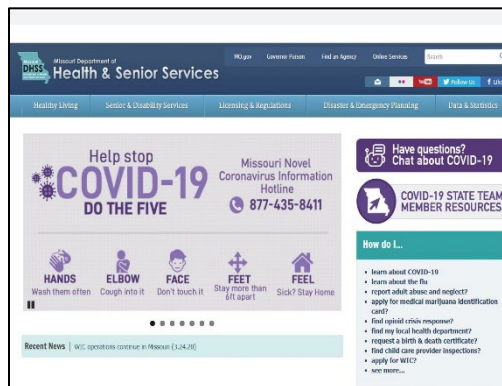 MO.gov Governor Parson Find an Agency Online Services Search
Missouri Department of
DHSS Health & Senior Services
YouTube Follow Us
Healthy Living Senior & Disability Services Licensing & Regulations Disaster & Emergency Planning Data & Statistics
Help stop
COVID-19
DO THE FIVE
Missouri Novel
Coronavirus Information
Hotline
877-435-8411
HANDS
Wash them often
ELBOW
Cough into it
FACE
Don't touch it
FEET
Stay more than
6ft apart
FEEL
Sick? Stay Home
Recent News | WIC operations continue in Missouri (3.24.20)
Have questions?
Chat about COVID-19
COVID-19 STATE TEAM
MEMBER RESOURCES
How do I...
• learn about COVID-19
• learn about the flu
• report adult abuse and neglect?
• apply for medical marijuana identification
card?
• find opioid crisis response?
• find my local health department?
• request a birth & death certificate?
• find child care provider inspections?
• apply for WIC?
• see more...